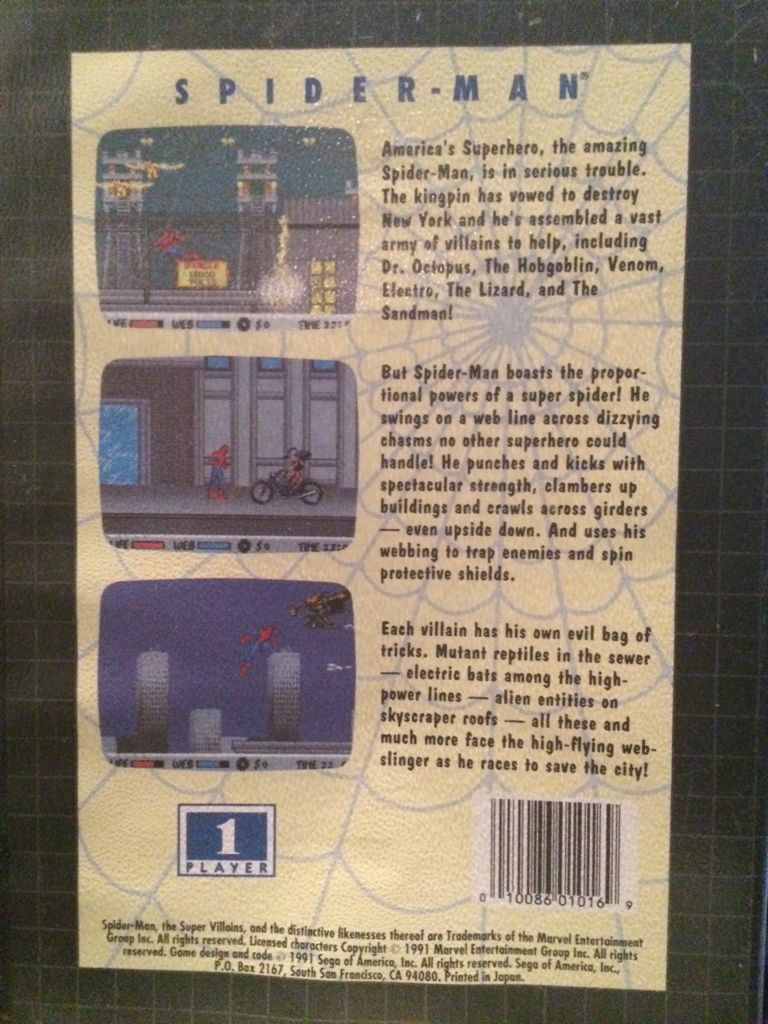 SPIDER-MAN®
America's Superhero, the amazing
Spider-Man, is in serious trouble.
The kingpin has vowed to destroy
New York and he's assembled a vast
army of villains to help, including
Dr. Octopus, The Hobgoblin, Venom,
Electro, The Lizard, and The
Sandman!
DANGER
WEB
$0
TIME
But Spider-Man boasts the propor-
tional powers of a super spider! He
swings on a web line across dizzying
chasms no other superhero could
handle! He punches and kicks with
spectacular strength, clambers up
buildings and crawls across girders
— even upside down. And uses his
webbing to trap enemies and spin
protective shields.
WEB
$0
TIME
Each villain has his own evil bag of
tricks. Mutant reptiles in the sewer
— electric bats among the high-
power lines — alien entities on
skyscraper roofs — all these and
much more face the high-flying web-
slinger as he races to save the city!
WEB
$0
TIME
1
PLAYER
0 10086 01016 9
Spider-Man, the Super Villains, and the distinctive likenesses thereof are Trademarks of the Marvel Entertainment
Group Inc. All rights reserved. Licensed characters Copyright © 1991 Marvel Entertainment Group Inc. All rights
reserved. Game design and code © 1991 Sega of America, Inc. All rights reserved. Sega of America, Inc.,
P.O. Box 2167, South San Francisco, CA 94080. Printed in Japan.